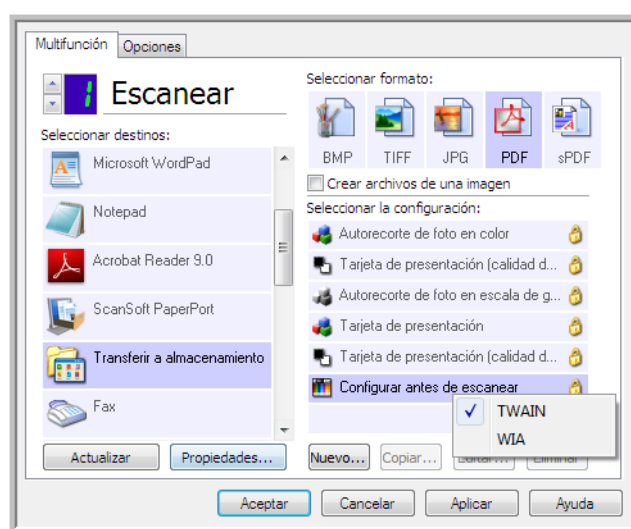 Multifunción
Opciones
1 Escanear
Seleccionar destinos:
Microsoft WordPad
Notepad
Acrobat Reader 9.0
ScanSoft PaperPort
Transferir a almacenamiento
Fax
Actualizar
Propiedades...
Seleccionar formato:
BMP TIFF JPG PDF sPDF
Crear archivos de una imagen
Seleccionar la configuración:
Autorecorte de foto en color
Tarjeta de presentación (calidad d...
Autorecorte de foto en escala de g...
Tarjeta de presentación
Tarjeta de presentación (calidad d...
Configurar antes de escanear
TWAIN
WIA
Nuevo...
Copiar...
Aceptar
Cancelar
Aplicar
Ayuda